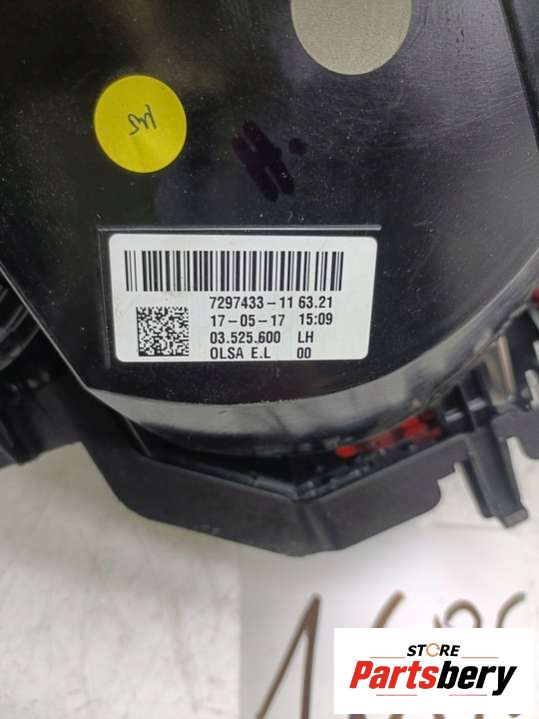 7297433-11 63.21
17-05-17 15:09
03.525.600 LH
OLSA E.L 00
STORE
Partsbery